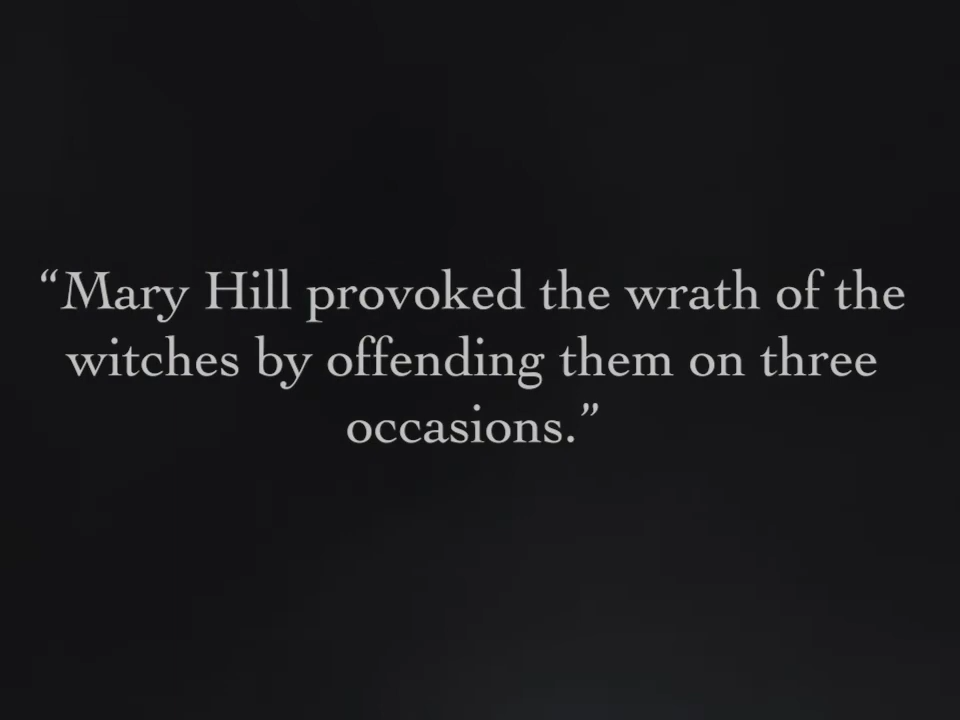 “Mary Hill provoked the wrath of the
witches by offending them on three
occasions.”